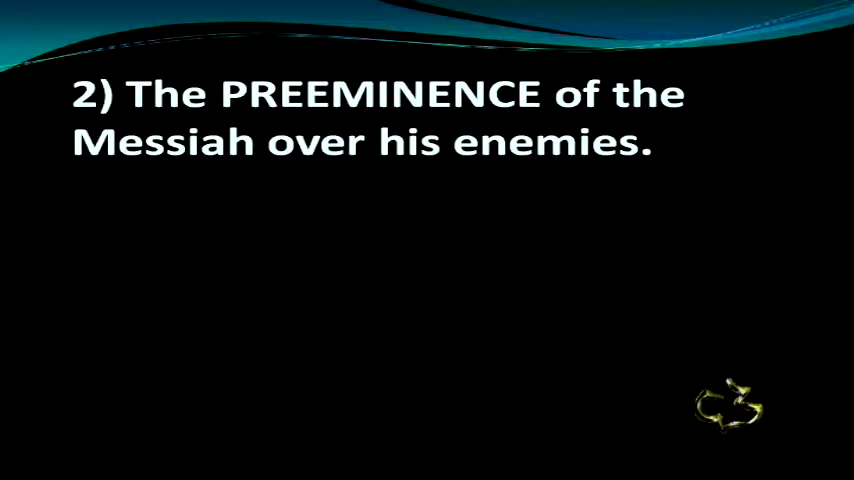 2) The PREEMINENCE of the
Messiah over his enemies.